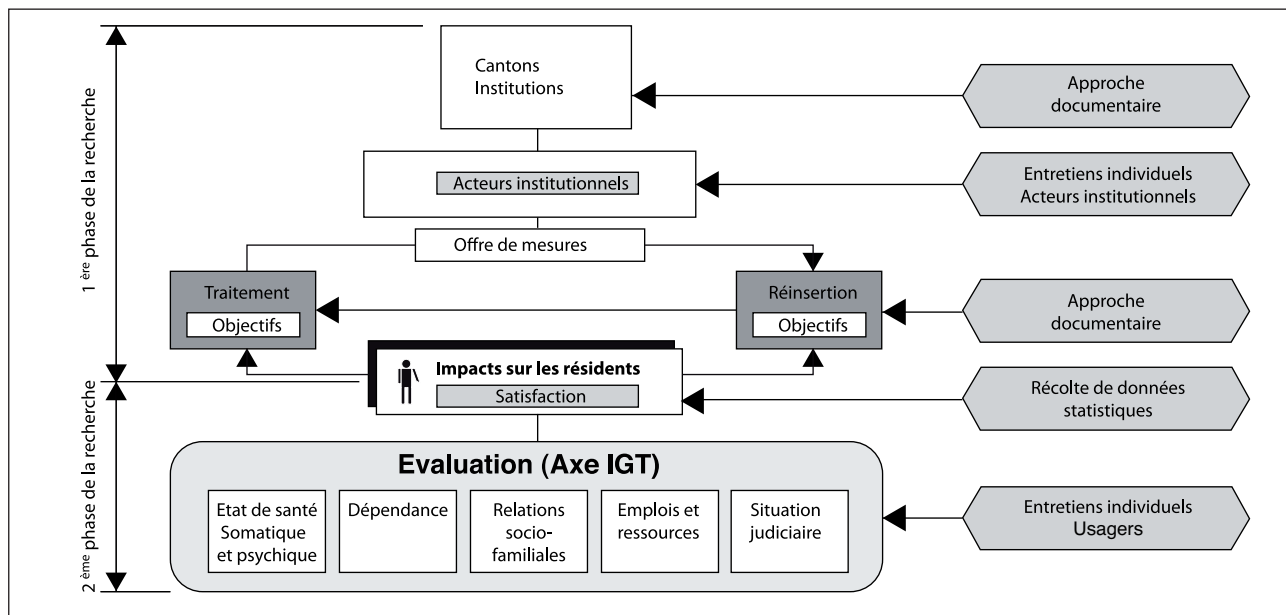 1 ère phase de la recherche
Cantons
Institutions
Approche
documentaire
Acteurs institutionnels
Entretiens individuels
Acteurs institutionnels
Offre de mesures
Traitement
Objectifs
Réinsertion
Objectifs
Approche
documentaire
2 ème phase de la recherche
Impacts sur les résidents
Satisfaction
Récolte de données
statistiques
Evaluation (Axe IGT)
Etat de santé
Somatique
et psychique
Dépendance
Relations
socio-
familiales
Emplois et
ressources
Situation
judiciaire
Entretiens individuels
Usagers